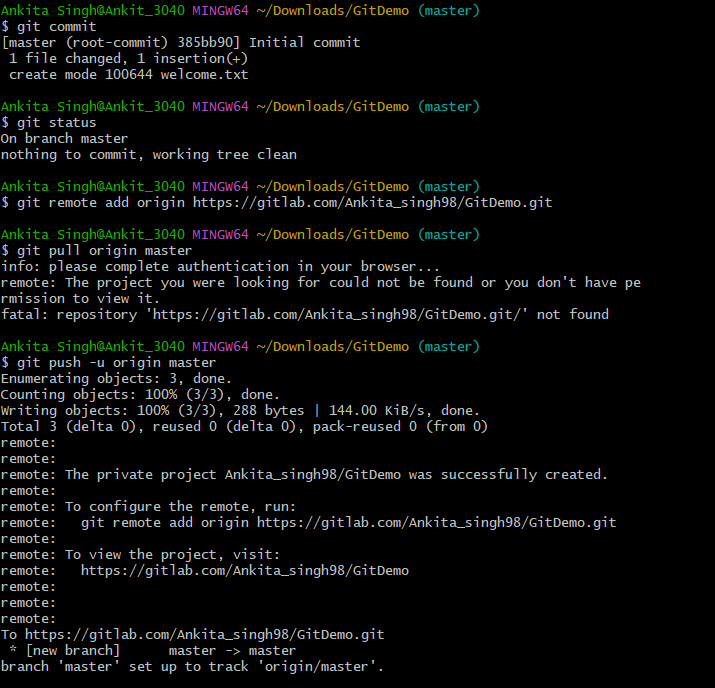 Ankita Singh@Ankit_3040 MINGW64 ~/Downloads/GitDemo (master)
$ git commit
[master (root-commit) 385bb90] Initial commit
 1 file changed, 1 insertion(+)
 create mode 100644 welcome.txt

Ankita Singh@Ankit_3040 MINGW64 ~/Downloads/GitDemo (master)
$ git status
On branch master
nothing to commit, working tree clean

Ankita Singh@Ankit_3040 MINGW64 ~/Downloads/GitDemo (master)
$ git remote add origin https://gitlab.com/Ankita_singh98/GitDemo.git

Ankita Singh@Ankit_3040 MINGW64 ~/Downloads/GitDemo (master)
$ git pull origin master
info: please complete authentication in your browser...
remote: The project you were looking for could not be found or you don't have pe
rmission to view it.
fatal: repository 'https://gitlab.com/Ankita_singh98/GitDemo.git/' not found

Ankita Singh@Ankit_3040 MINGW64 ~/Downloads/GitDemo (master)
$ git push -u origin master
Enumerating objects: 3, done.
Counting objects: 100% (3/3), done.
Writing objects: 100% (3/3), 288 bytes | 144.00 KiB/s, done.
Total 3 (delta 0), reused 0 (delta 0), pack-reused 0 (from 0)
remote:
remote:
remote: The private project Ankita_singh98/GitDemo was successfully created.
remote:
remote: To configure the remote, run:
remote:   git remote add origin https://gitlab.com/Ankita_singh98/GitDemo.git
remote:
remote: To view the project, visit:
remote:   https://gitlab.com/Ankita_singh98/GitDemo
remote:
remote:
remote:
To https://gitlab.com/Ankita_singh98/GitDemo.git
 * [new branch]      master -> master
branch 'master' set up to track 'origin/master'.